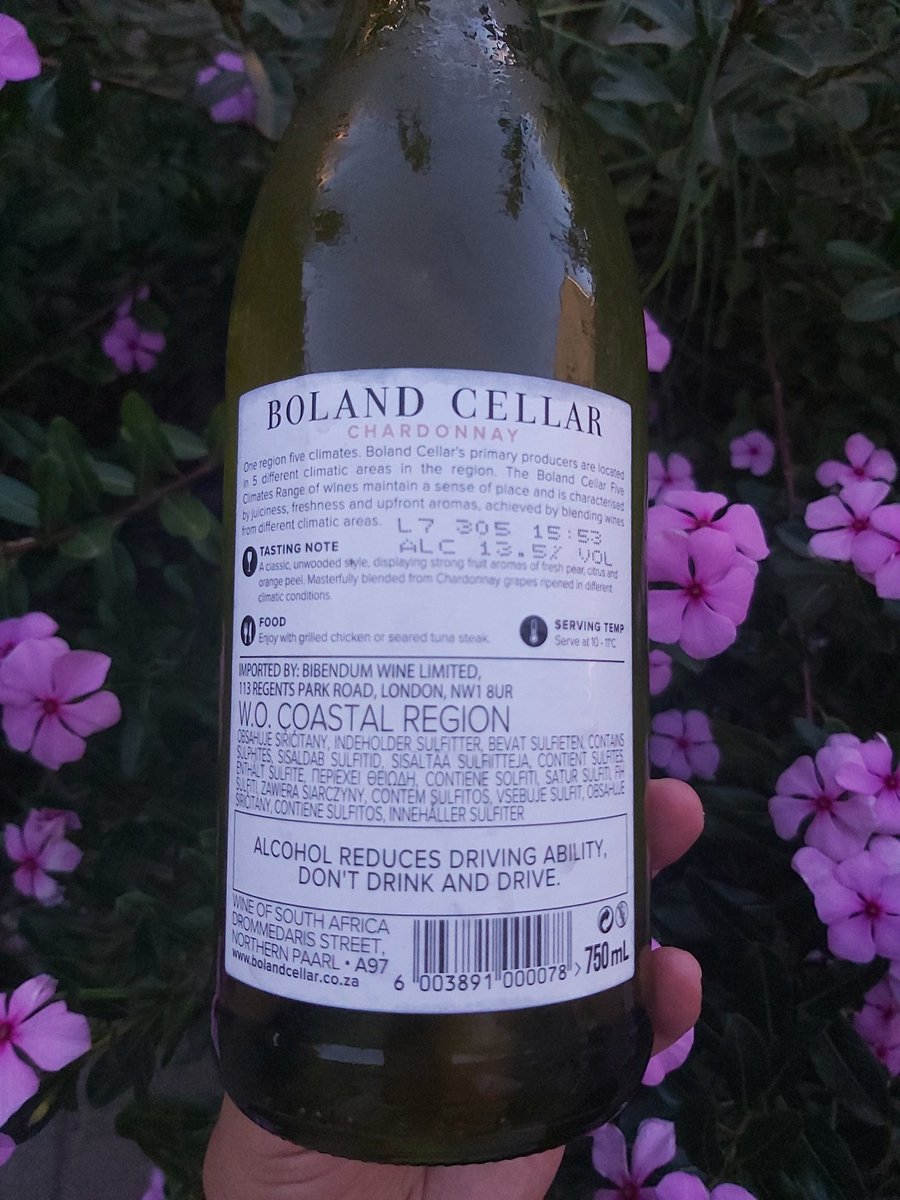 BOLAND CELLAR
CHARDONNAY
One region five climates. Boland Cellar's primary producers are located
in 5 different climatic areas in the region. The Boland Cellar Five
Climates Range of wines maintain a sense of place and is characterised
by juiciness, freshness and upfront aromas, achieved by blending wines
from different climatic areas.
L7 305 15:53
ALC 13.5% VOL
TASTING NOTE
A classic, unwooded style, displaying strong fruit aromas of fresh pear, citrus and
orange peel. Masterfully blended from Chardonnay grapes ripened in different
climatic conditions.
FOOD
Enjoy with grilled chicken or seared tuna steak.
SERVING TEMP
Serve at 10 - 11°C
IMPORTED BY: BIBENDUM WINE LIMITED,
113 REGENTS PARK ROAD, LONDON, NW1 8UR
W.O. COASTAL REGION
OBSAHUJE SIŘIČITANY, INDEHOLDER SULFITTER, BEVAT SULFIETEN, CONTAINS
SULPHITES, SISALDAB SULFITID, SISALTAA SULFIITTEJA, CONTIENT SULFITES,
ENTHÄLT SULFITE, ΠΕΡΙΕΧΕΙ ΘΕΙΩΔΗ, CONTIENE SOLFITI, SATUR SULFITI, FIH
SULFITI, ZAWIERA SIARCZYNY, CONTEM SULFITOS, VSEBUJE SULFIT, OBSAHUJE
SIRIČITANY, CONTIENE SULFITOS, INNEHÅLLER SULFITER
ALCOHOL REDUCES DRIVING ABILITY,
DON'T DRINK AND DRIVE.
WINE OF SOUTH AFRICA
DROMMEDARIS STREET,
NORTHERN PAARL • A97
www.bolandcellar.co.za
6 003891 000078 >
750 mL